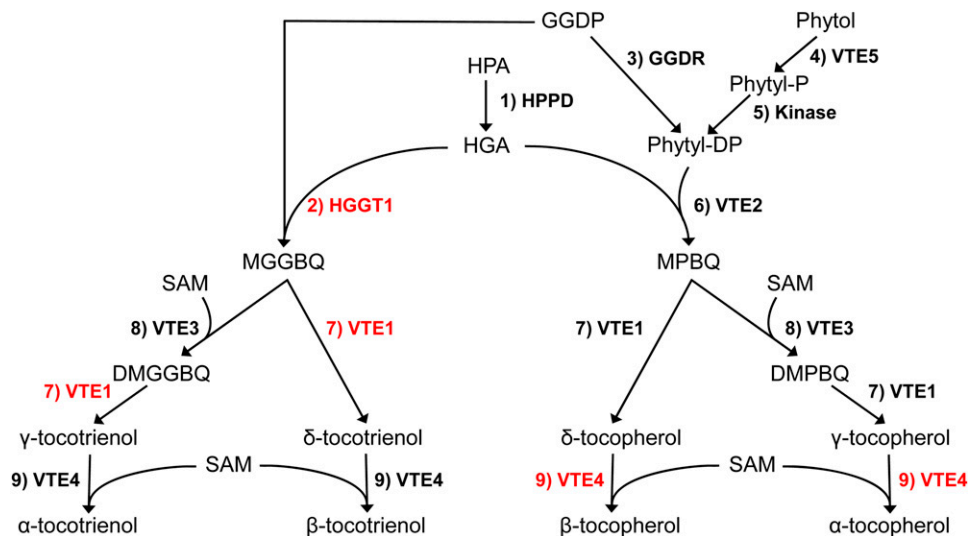 GGDP
Phytol
3) GGDR
4) VTE5
HPA
Phytyl-P
1) HPPD
5) Kinase
HGA
Phytyl-DP
2) HGGT1
6) VTE2
MGGBQ
MPBQ
SAM
SAM
8) VTE3
7) VTE1
7) VTE1
8) VTE3
DMGGBQ
DMPBQ
7) VTE1
7) VTE1
γ-tocotrienol
δ-tocotrienol
δ-tocopherol
γ-tocopherol
9) VTE4
SAM
9) VTE4
9) VTE4
SAM
9) VTE4
α-tocotrienol
β-tocotrienol
β-tocopherol
α-tocopherol